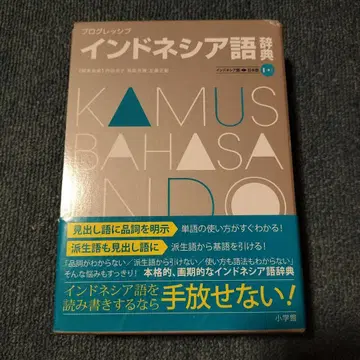 プログレッシブ
インドネシア語辞典
KAMUS
BAHASA
INDO
見出し語に品詞を明示 単語の使い方がすぐわかる!
派生語も見出し語に 派生語から基語を引ける!
「品詞がわからない/派生語から引けない/使い方も語法もわからない」
そんな悩みもすっきり! 本格的、画期的なインドネシア語辞典
インドネシア語を
読み書きするなら手放せない!
小学館